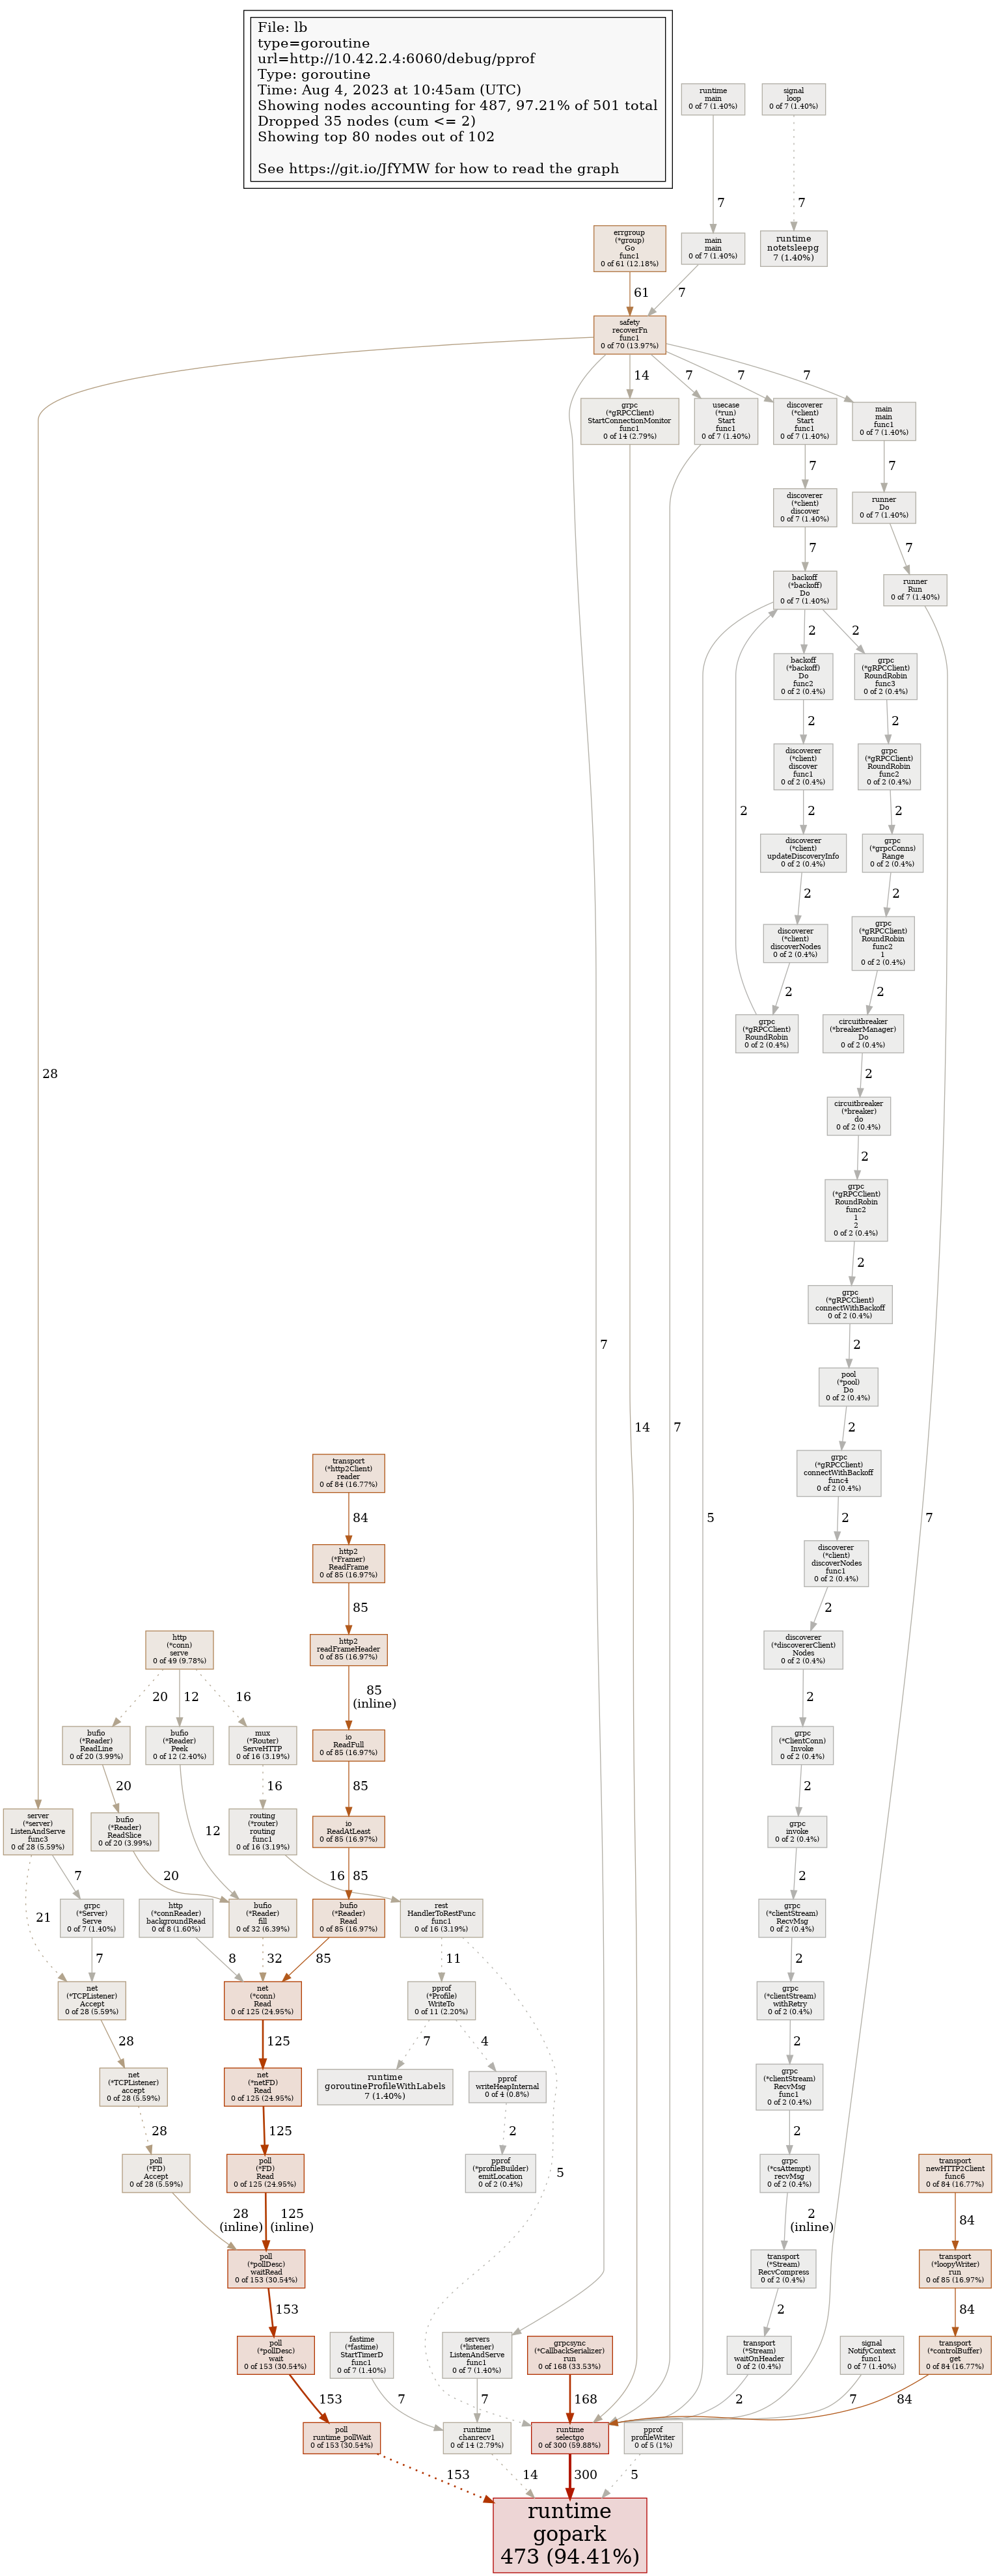 File: lb
type=goroutine
url=http://10.42.2.4:6060/debug/pprof
Type: goroutine
Time: Aug 4, 2023 at 10:45am (UTC)
Showing nodes accounting for 487, 97.21% of 501 total
Dropped 35 nodes (cum <= 2)
Showing top 80 nodes out of 102
See https://git.io/JfYMW for how to read the graph
runtime
main
0 of 7 (1.40%)
signal
loop
0 of 7 (1.40%)
7
7
errgroup
(*group)
Go
func1
0 of 61 (12.18%)
main
main
0 of 7 (1.40%)
runtime
notetsleepg
7 (1.40%)
61
7
safety
recoverFn
func1
0 of 70 (13.97%)
14
7
7
7
grpc
(*gRPCClient)
StartConnectionMonitor
func1
0 of 14 (2.79%)
usecase
(*run)
Start
func1
0 of 7 (1.40%)
discoverer
(*client)
Start
func1
0 of 7 (1.40%)
main
main
func1
0 of 7 (1.40%)
7
7
discoverer
(*client)
discover
0 of 7 (1.40%)
runner
Do
0 of 7 (1.40%)
7
7
backoff
(*backoff)
Do
0 of 7 (1.40%)
runner
Run
0 of 7 (1.40%)
2
2
backoff
(*backoff)
Do
func2
0 of 2 (0.4%)
grpc
(*gRPCClient)
RoundRobin
func3
0 of 2 (0.4%)
2
2
discoverer
(*client)
discover
func1
0 of 2 (0.4%)
grpc
(*gRPCClient)
RoundRobin
func2
0 of 2 (0.4%)
2
2
2
discoverer
(*client)
updateDiscoveryInfo
0 of 2 (0.4%)
grpc
(*grpcConns)
Range
0 of 2 (0.4%)
2
2
discoverer
(*client)
discoverNodes
0 of 2 (0.4%)
grpc
(*gRPCClient)
RoundRobin
func2
1
0 of 2 (0.4%)
2
2
grpc
(*gRPCClient)
RoundRobin
0 of 2 (0.4%)
circuitbreaker
(*breakerManager)
Do
0 of 2 (0.4%)
28
2
circuitbreaker
(*breaker)
do
0 of 2 (0.4%)
2
grpc
(*gRPCClient)
RoundRobin
func2
1
2
0 of 2 (0.4%)
2
grpc
(*gRPCClient)
connectWithBackoff
0 of 2 (0.4%)
7
2
pool
(*pool)
Do
0 of 2 (0.4%)
14
7
2
grpc
(*gRPCClient)
connectWithBackoff
func4
0 of 2 (0.4%)
transport
(*http2Client)
reader
0 of 84 (16.77%)
84
5
2
7
http2
(*Framer)
ReadFrame
0 of 85 (16.97%)
discoverer
(*client)
discoverNodes
func1
0 of 2 (0.4%)
85
2
http
(*conn)
serve
0 of 49 (9.78%)
http2
readFrameHeader
0 of 85 (16.97%)
discoverer
(*discovererClient)
Nodes
0 of 2 (0.4%)
20
12
16
85
(inline)
2
bufio
(*Reader)
ReadLine
0 of 20 (3.99%)
bufio
(*Reader)
Peek
0 of 12 (2.40%)
mux
(*Router)
ServeHTTP
0 of 16 (3.19%)
io
ReadFull
0 of 85 (16.97%)
grpc
(*ClientConn)
Invoke
0 of 2 (0.4%)
20
16
85
2
server
(*server)
ListenAndServe
func3
0 of 28 (5.59%)
bufio
(*Reader)
ReadSlice
0 of 20 (3.99%)
routing
(*router)
routing
func1
0 of 16 (3.19%)
io
ReadAtLeast
0 of 85 (16.97%)
grpc
invoke
0 of 2 (0.4%)
12
7
20
16
85
2
21
grpc
(*Server)
Serve
0 of 7 (1.40%)
http
(*connReader)
backgroundRead
0 of 8 (1.60%)
bufio
(*Reader)
fill
0 of 32 (6.39%)
bufio
(*Reader)
Read
0 of 85 (16.97%)
rest
HandlerToRestFunc
func1
0 of 16 (3.19%)
grpc
(*clientStream)
RecvMsg
0 of 2 (0.4%)
7
8
32
85
11
2
net
(*TCPListener)
Accept
0 of 28 (5.59%)
net
(*conn)
Read
0 of 125 (24.95%)
pprof
(*Profile)
WriteTo
0 of 11 (2.20%)
grpc
(*clientStream)
withRetry
0 of 2 (0.4%)
28
125
7
4
2
net
(*TCPListener)
accept
0 of 28 (5.59%)
net
(*netFD)
Read
0 of 125 (24.95%)
runtime
goroutineProfileWithLabels
7 (1.40%)
pprof
writeHeapInternal
0 of 4 (0.8%)
grpc
(*clientStream)
RecvMsg
func1
0 of 2 (0.4%)
28
125
2
2
poll
(*FD)
Accept
0 of 28 (5.59%)
poll
(*FD)
Read
0 of 125 (24.95%)
pprof
(*profileBuilder)
emitLocation
0 of 2 (0.4%)
5
grpc
(*csAttempt)
recvMsg
0 of 2 (0.4%)
transport
newHTTP2Client
func6
0 of 84 (16.77%)
28
(inline)
125
(inline)
2
(inline)
84
poll
(*pollDesc)
waitRead
0 of 153 (30.54%)
transport
(*Stream)
RecvCompress
0 of 2 (0.4%)
transport
(*loopyWriter)
run
0 of 85 (16.97%)
153
2
84
poll
(*pollDesc)
wait
0 of 153 (30.54%)
fastime
(*fastime)
StartTimerD
func1
0 of 7 (1.40%)
servers
(*listener)
ListenAndServe
func1
0 of 7 (1.40%)
grpcsync
(*CallbackSerializer)
run
0 of 168 (33.53%)
transport
(*Stream)
waitOnHeader
0 of 2 (0.4%)
signal
NotifyContext
func1
0 of 7 (1.40%)
transport
(*controlBuffer)
get
0 of 84 (16.77%)
153
7
7
168
2
7
84
poll
runtime_pollWait
0 of 153 (30.54%)
runtime
chanrecv1
0 of 14 (2.79%)
runtime
selectgo
0 of 300 (59.88%)
pprof
profileWriter
0 of 5 (1%)
153
14
300
5
runtime
gopark
473 (94.41%)